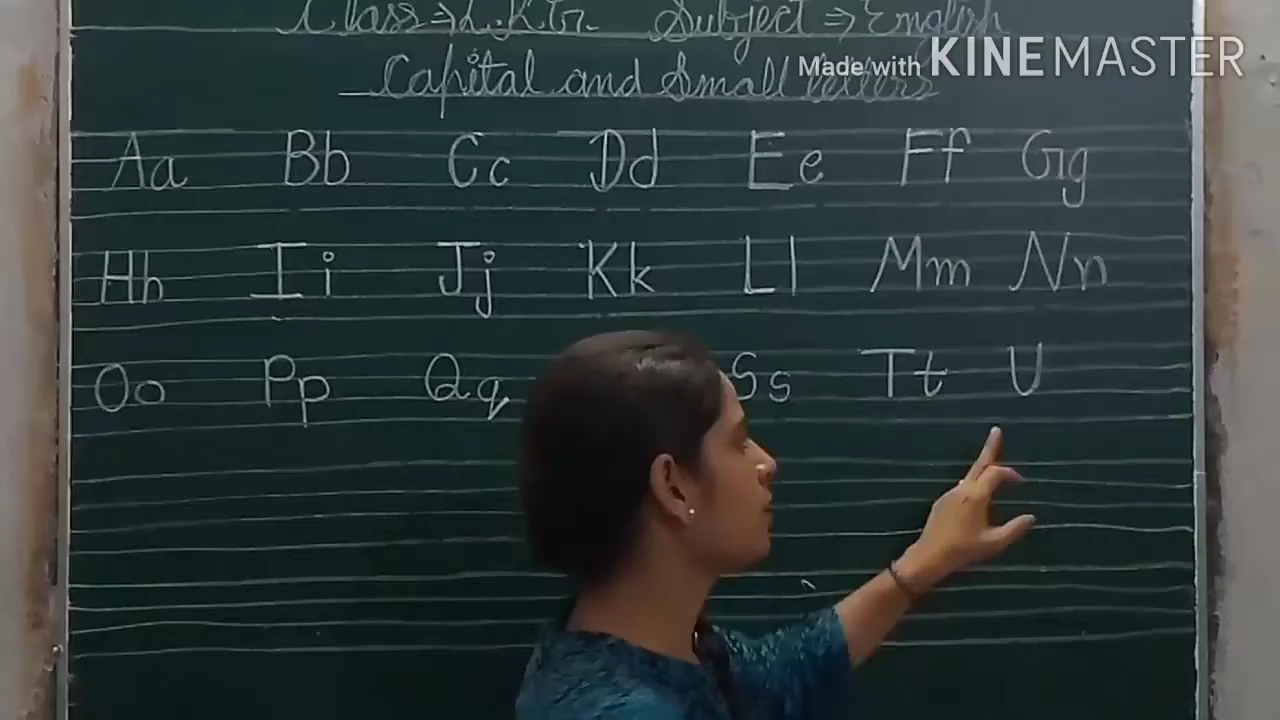 Class⇒L.K.G. Subject⇒English
Made with KINEMASTER
Capital and Small letters
Aa Bb Cc Dd Ee Ff Gg
Hh Ii Jj Kk Ll Mm Nn
Oo Pp Qq Ss Tt U